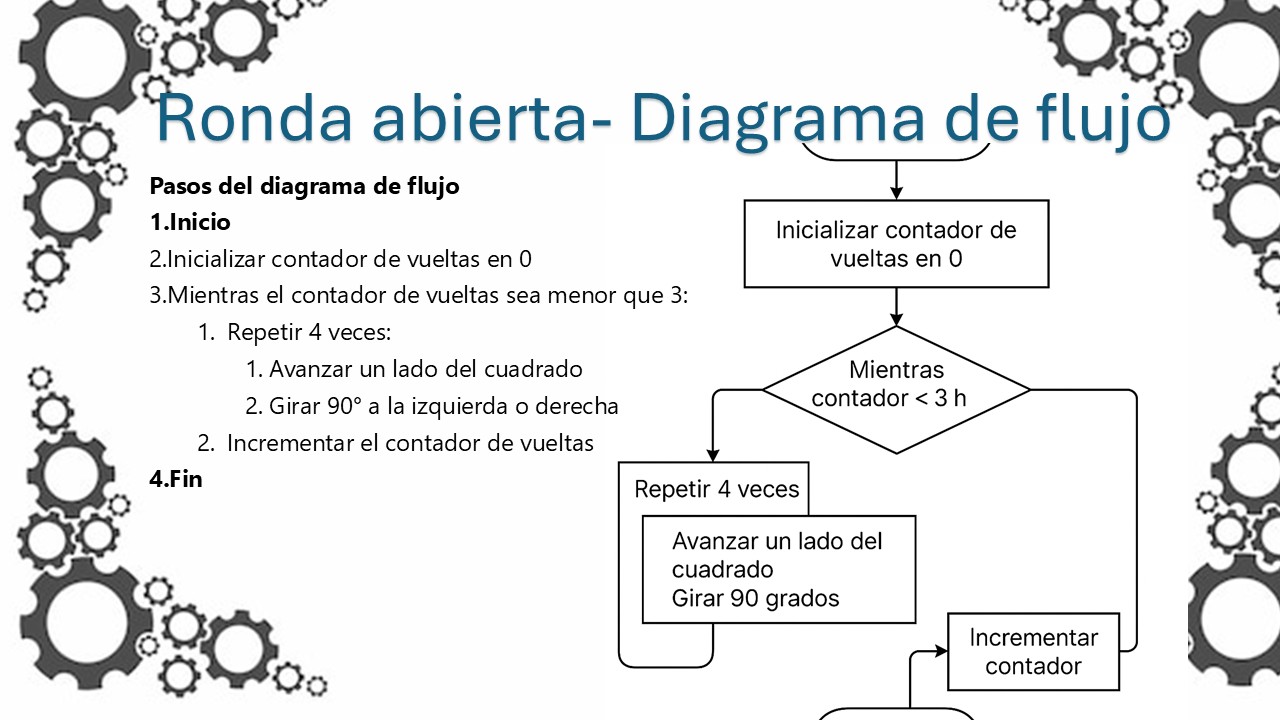 Ronda abierta- Diagrama de flujo
Pasos del diagrama de flujo
1.Inicio
2.Inicializar contador de vueltas en 0
3.Mientras el contador de vueltas sea menor que 3:
1. Repetir 4 veces:
1. Avanzar un lado del cuadrado
2. Girar 90° a la izquierda o derecha
2. Incrementar el contador de vueltas
4.Fin
Inicializar contador de
vueltas en 0
Mientras
contador < 3 h
Repetir 4 veces
Avanzar un lado del
cuadrado
Girar 90 grados
Incrementar
contador